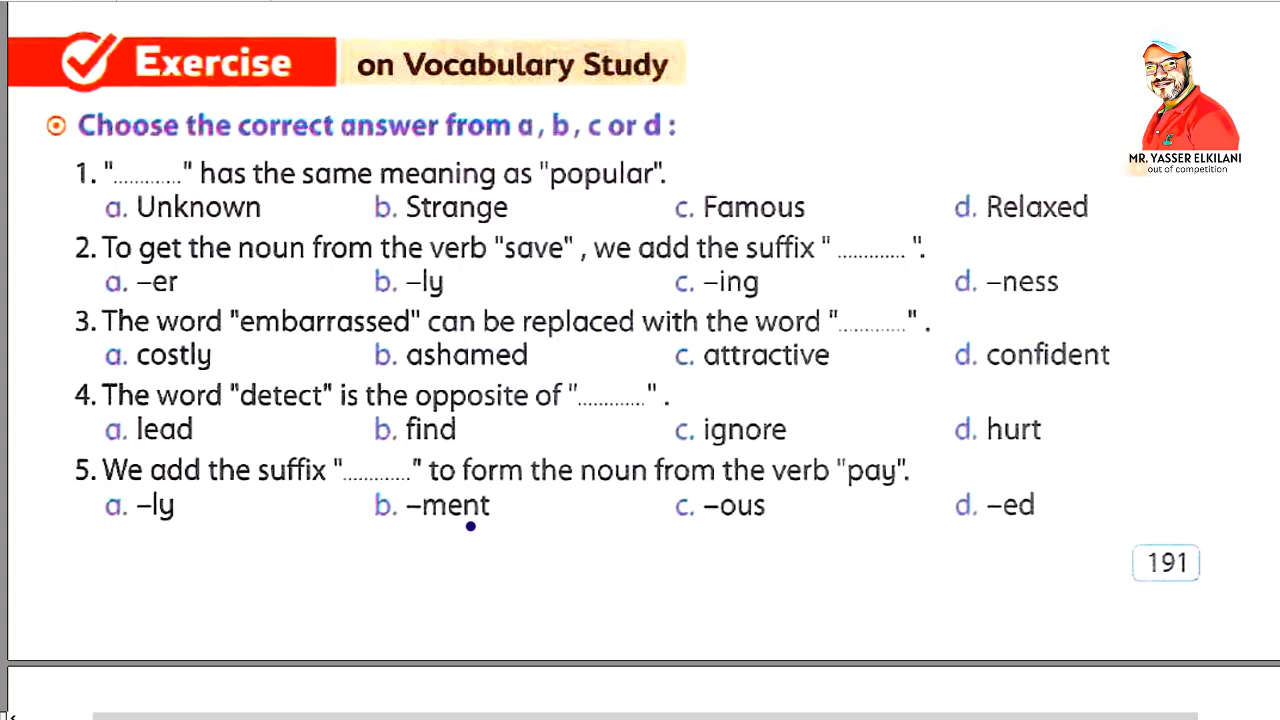 Exercise on Vocabulary Study
MR. YASSER ELKILANI
out of competition
Choose the correct answer from a, b, c or d :
1. "............." has the same meaning as "popular".
a. Unknown b. Strange c. Famous d. Relaxed
2. To get the noun from the verb "save" , we add the suffix " ............. ".
a. –er b. –ly c. –ing d. –ness
3. The word "embarrassed" can be replaced with the word "............." .
a. costly b. ashamed c. attractive d. confident
4. The word "detect" is the opposite of "............." .
a. lead b. find c. ignore d. hurt
5. We add the suffix "............." to form the noun from the verb "pay".
a. –ly b. –ment c. –ous d. –ed
191